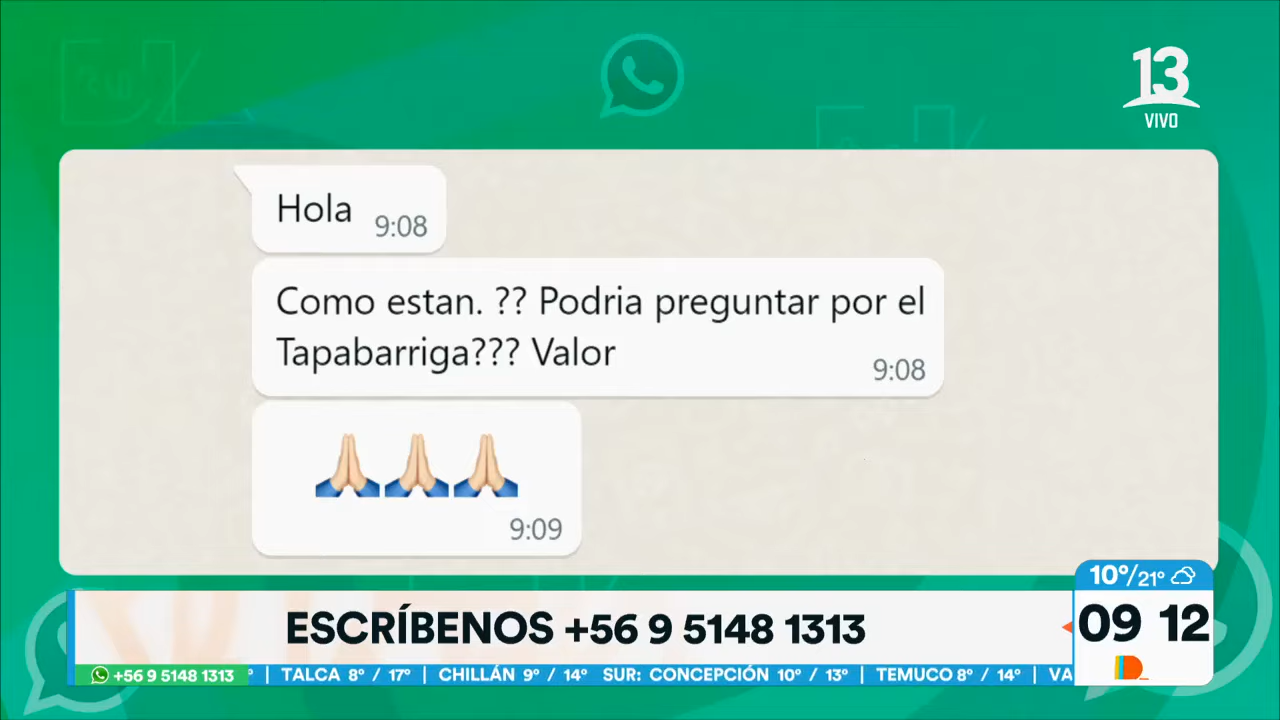 13
VIVO
Hola
9:08
Como estan. ?? Podria preguntar por el
Tapabarriga??? Valor
9:08
🙏🏻🙏🏻🙏🏻
9:09
10°/21°
ESCRÍBENOS +56 9 5148 1313
09 12
+56 9 5148 1313 ° | TALCA 8° / 17° | CHILLÁN 9° / 14° SUR: CONCEPCIÓN 10° / 13° | TEMUCO 8° / 14° | VA